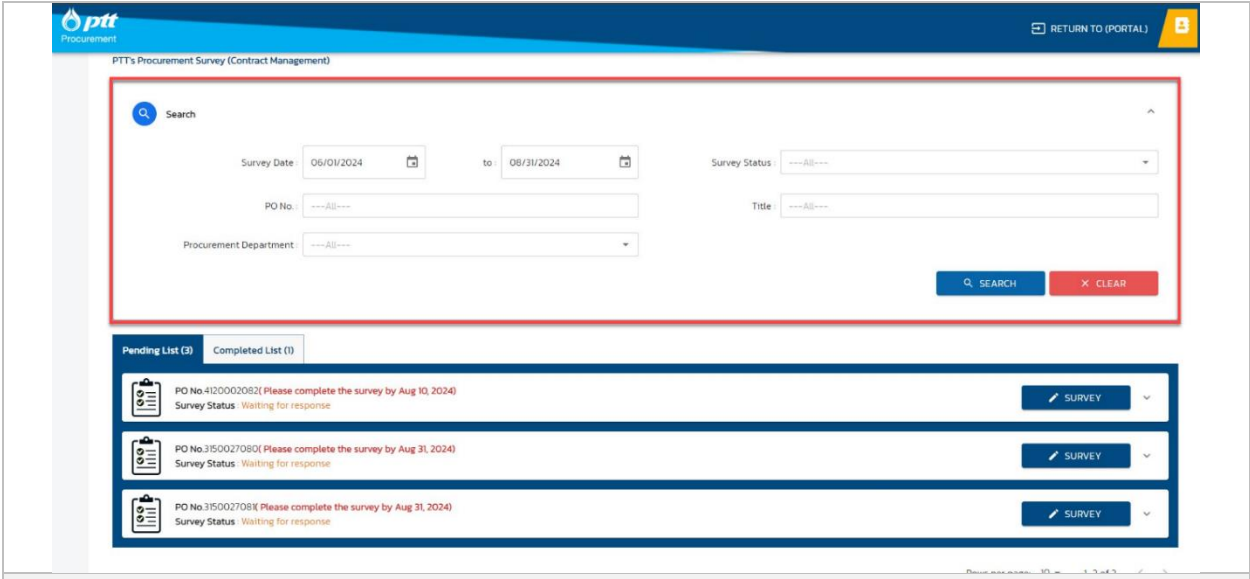 ptt
Procurement
RETURN TO (PORTAL)
PTT's Procurement Survey (Contract Management)
Search
Survey Date : 06/01/2024 to : 08/31/2024 Survey Status : ---All---
PO No. : ---All--- Title : ---All---
Procurement Department : ---All---
SEARCH CLEAR
Pending List (3) Completed List (1)
PO No.4120002082( Please complete the survey by Aug 10, 2024)
Survey Status : Waiting for response
SURVEY
PO No.3150027080( Please complete the survey by Aug 31, 2024)
Survey Status : Waiting for response
SURVEY
PO No.3150027081( Please complete the survey by Aug 31, 2024)
Survey Status : Waiting for response
SURVEY
Rows per page: 10